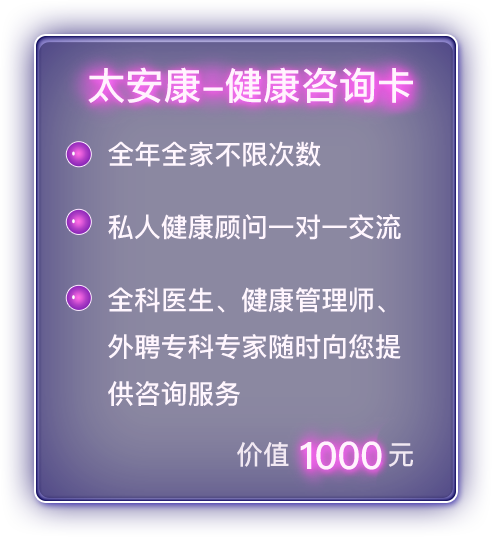 太安康–健康咨询卡
全年全家不限次数
私人健康顾问一对一交流
全科医生、健康管理师、
外聘专科专家随时向您提
供咨询服务
价值 1000 元